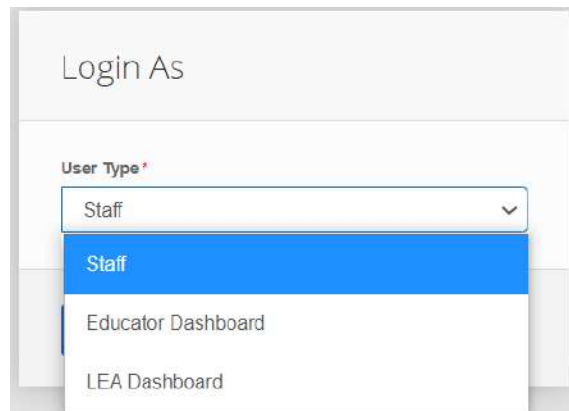 Login As
User Type*
Staff
Staff
Educator Dashboard
LEA Dashboard